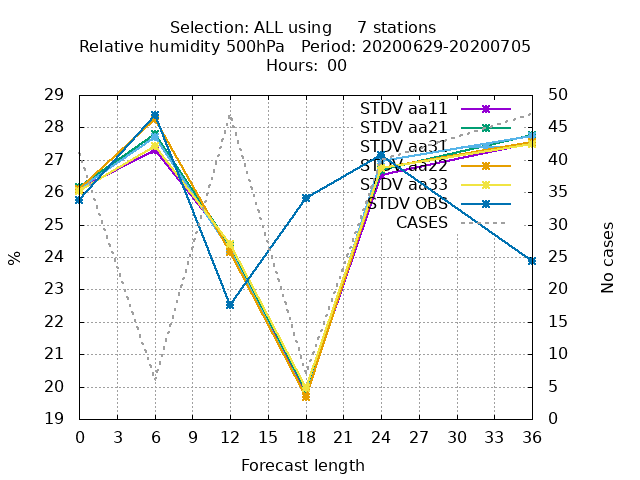 Selection: ALL using     7 stations
Relative humidity 500hPa   Period: 20200629-20200705
Hours:  00
29
28
27
26
25
24
23
22
21
20
19
%
50
45
40
35
30
25
20
15
10
5
0
No cases
STDV aa11
STDV aa21
STDV aa31
STDV aa22
STDV aa33
STDV OBS
CASES
0 3 6 9 12 15 18 21 24 27 30 33 36
Forecast length